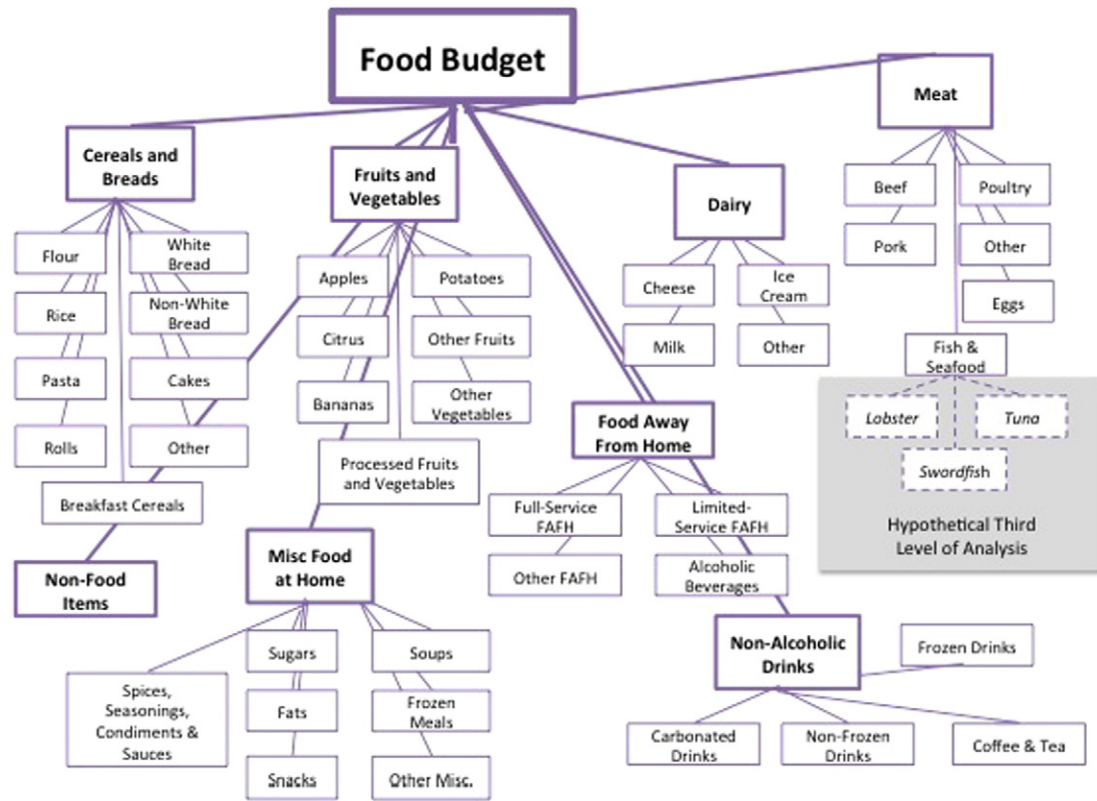 Food Budget
Meat
Cereals and
Breads
Fruits and
Vegetables
Dairy
Beef
Poultry
Pork
Other
Eggs
Fish &
Seafood
Lobster
Tuna
Swordfish
Hypothetical Third
Level of Analysis
Flour
White
Bread
Rice
Non-White
Bread
Pasta
Cakes
Rolls
Other
Breakfast Cereals
Apples
Potatoes
Citrus
Other Fruits
Bananas
Other
Vegetables
Processed Fruits
and Vegetables
Cheese
Ice
Cream
Milk
Other
Food Away
From Home
Full-Service
FAFH
Limited-
Service FAFH
Other FAFH
Alcoholic
Beverages
Non-Food
Items
Misc Food
at Home
Sugars
Soups
Spices,
Seasonings,
Condiments &
Sauces
Fats
Frozen
Meals
Snacks
Other Misc.
Non-Alcoholic
Drinks
Frozen Drinks
Carbonated
Drinks
Non-Frozen
Drinks
Coffee & Tea